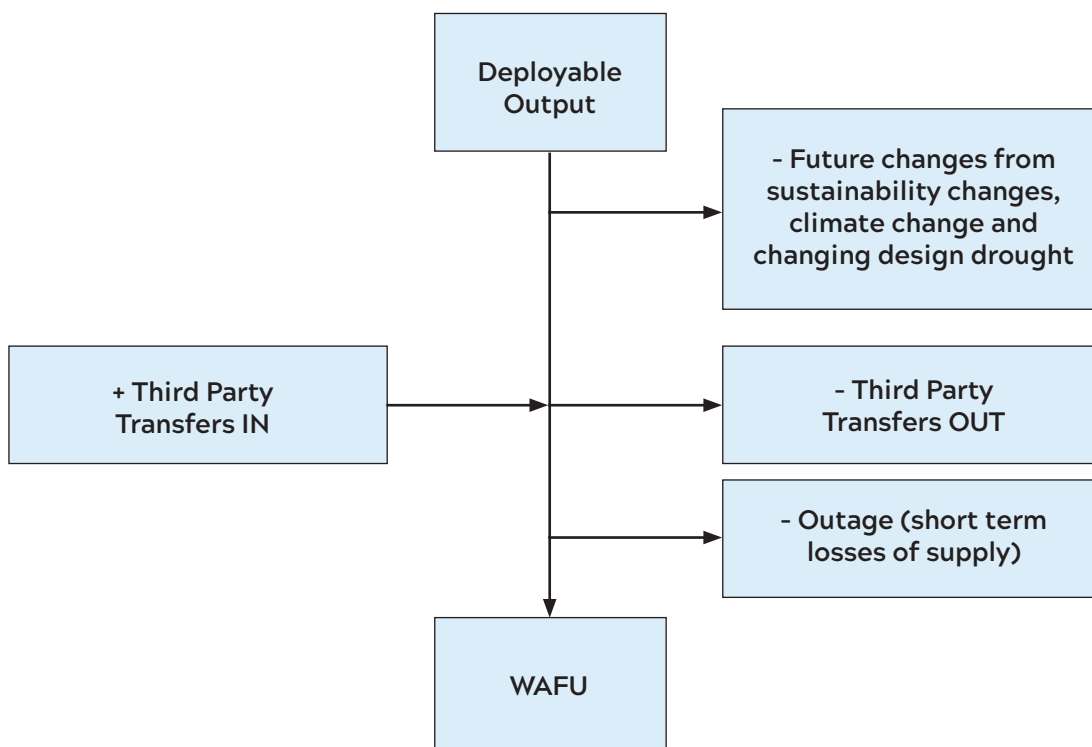 Deployable
Output
- Future changes from
sustainability changes,
climate change and
changing design drought
+ Third Party
Transfers IN
- Third Party
Transfers OUT
- Outage (short term
losses of supply)
WAFU